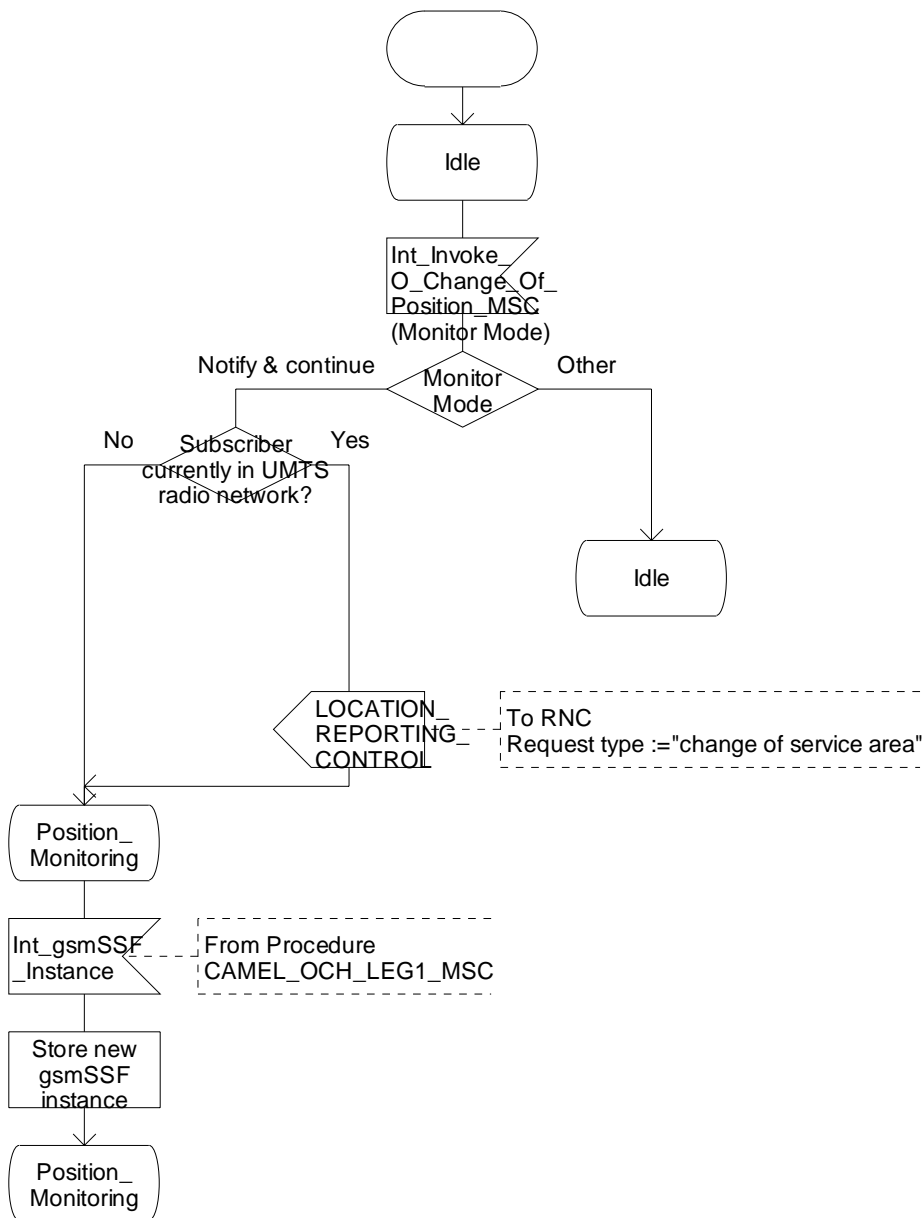 Idle
Int_Invoke_
O_Change_Of_
Position_MSC
(Monitor Mode)
Notify & continue
Monitor
Mode
Other
No
Subscriber
currently in UMTS
radio network?
Yes
Idle
LOCATION_
REPORTING_
CONTROL
To RNC
Request type :="change of service area"
Position_
Monitoring
Int_gsmSSF
_Instance
From Procedure
CAMEL_OCH_LEG1_MSC
Store new
gsmSSF
instance
Position_
Monitoring